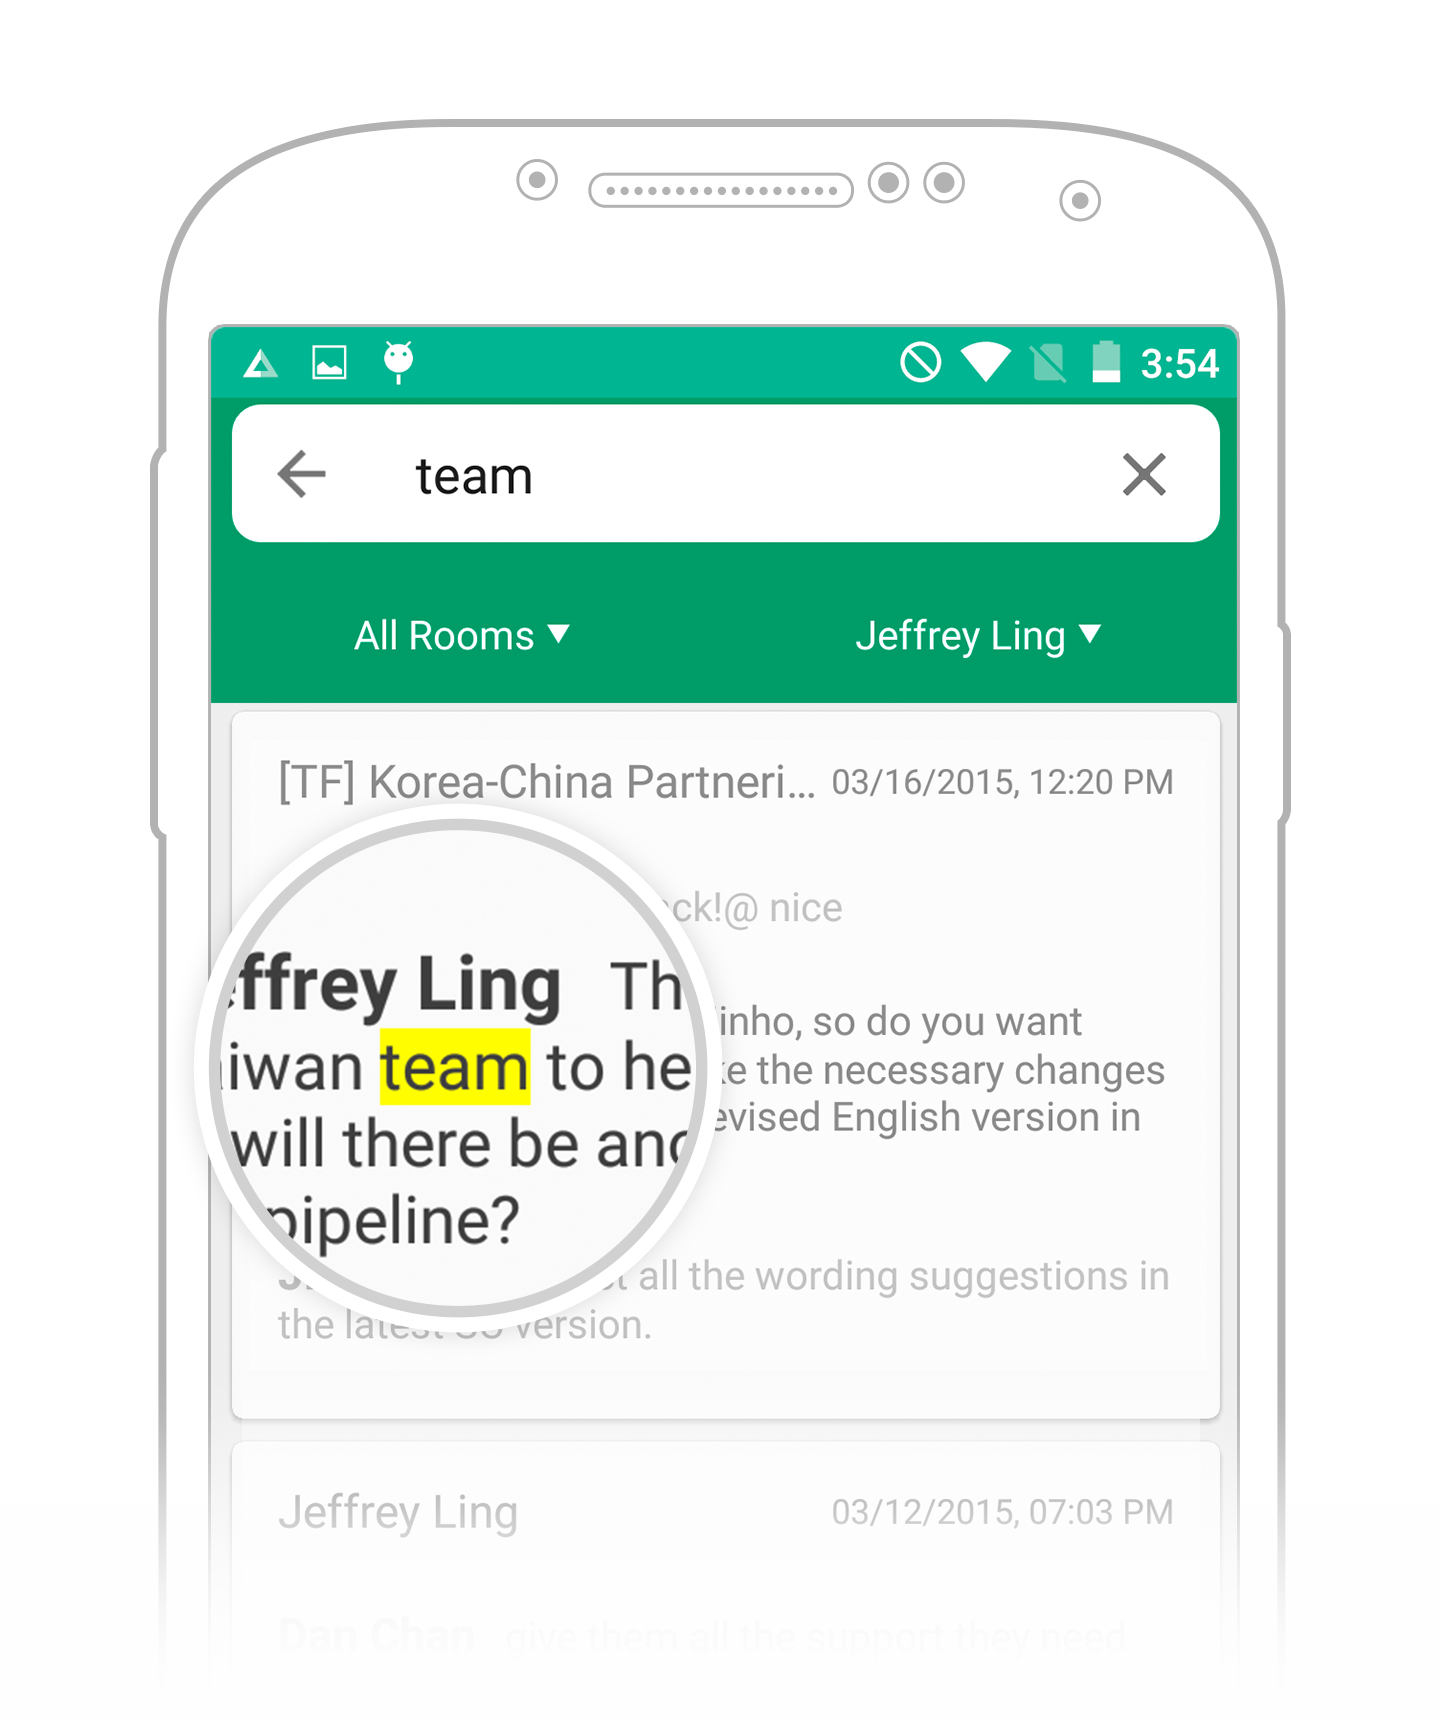 3:54
team
All Rooms ▼
Jeffrey Ling ▼
[TF] Korea-China Partneri... 03/16/2015, 12:20 PM
ck!@ nice
effrey Ling Th
iwan team to he
will there be and
pipeline?
inho, so do you want
ke the necessary changes
evised English version in
all the wording suggestions in
the latest version.
Jeffrey Ling 03/12/2015, 07:03 PM
Dan Chan give them all the support they need